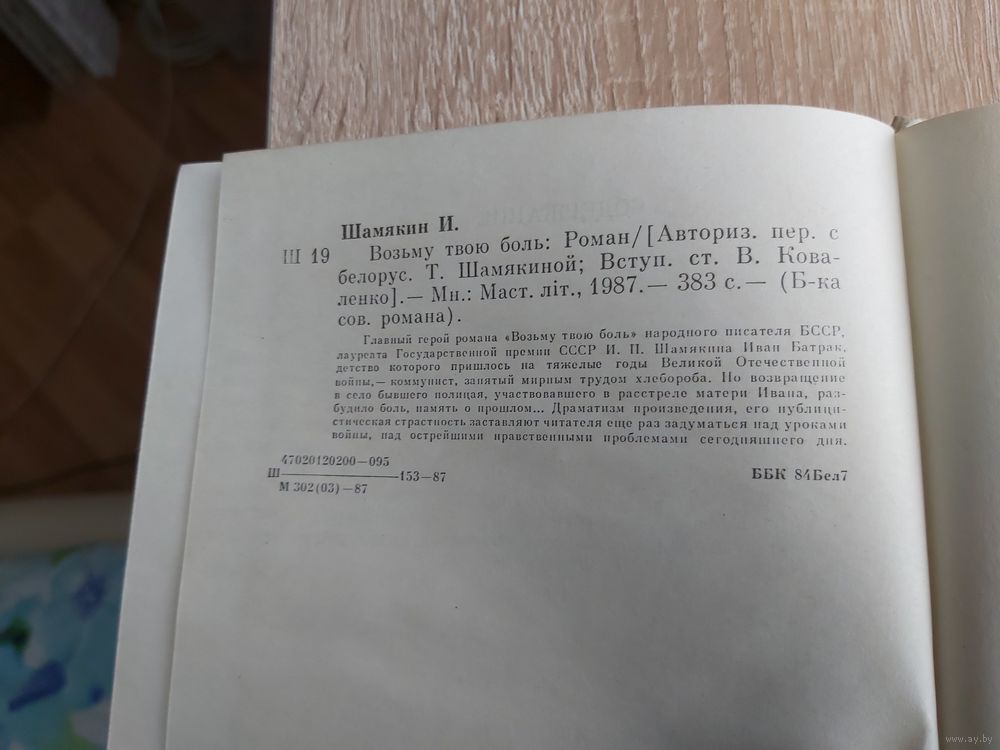 Шамякин И.
Ш 19 Возьму твою боль: Роман/[Авториз. пер. с
белорус. Т. Шамякиной; Вступ. ст. В. Кова-
ленко].— Мн.: Маст. літ., 1987.— 383 с.— (Б-ка
сов. романа).
Главный герой романа «Возьму твою боль» народного писателя БССР,
лауреата Государственной премии СССР И. П. Шамякина Иван Батрак,
детство которого пришлось на тяжелые годы Великой Отечественной
войны,— коммунист, занятый мирным трудом хлебороба. Но возвращение
в село бывшего полицая, участвовавшего в расстреле матери Ивана, раз-
будило боль, память о прошлом... Драматизм произведения, его публици-
стическая страстность заставляют читателя еще раз задуматься над уроками
войны, над острейшими нравственными проблемами сегодняшнего дня.
47020120200—095
Ш—153—87
М 302(03)—87
ББК 84Бел7
www.ay.by